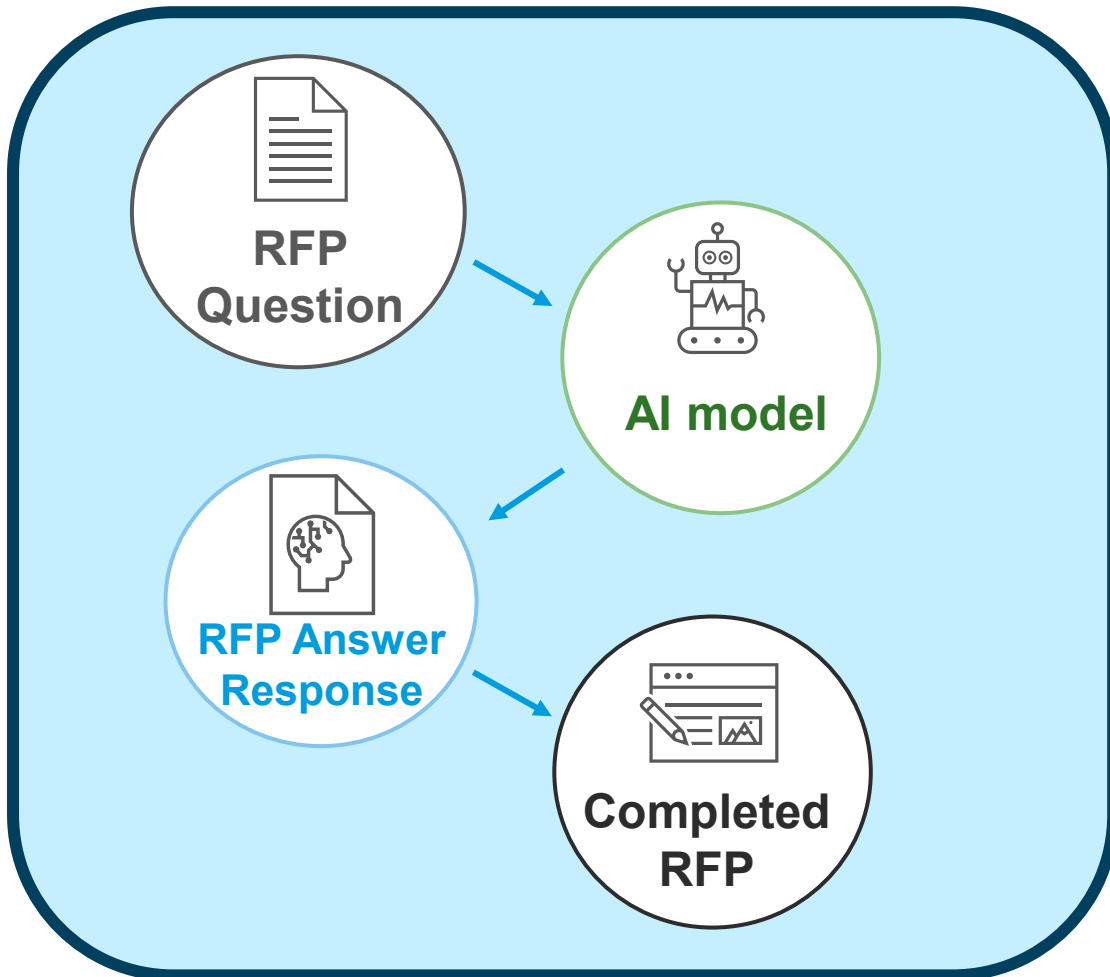 RFP
Question
AI model
RFP Answer
Response
Completed
RFP